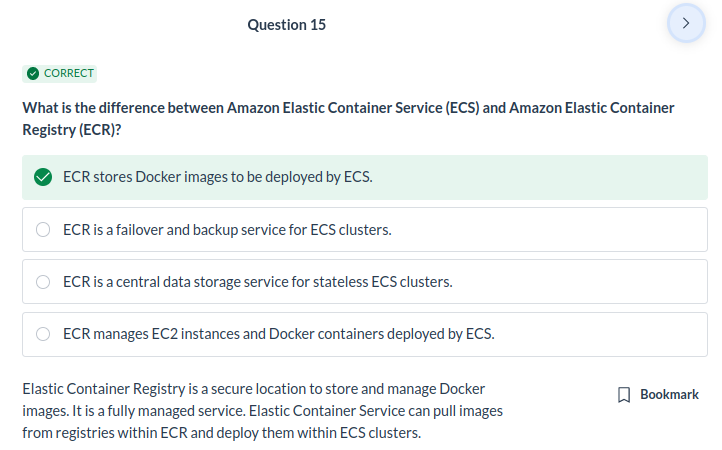 Question 15
CORRECT
What is the difference between Amazon Elastic Container Service (ECS) and Amazon Elastic Container
Registry (ECR)?
ECR stores Docker images to be deployed by ECS.
ECR is a failover and backup service for ECS clusters.
ECR is a central data storage service for stateless ECS clusters.
ECR manages EC2 instances and Docker containers deployed by ECS.
Elastic Container Registry is a secure location to store and manage Docker
images. It is a fully managed service. Elastic Container Service can pull images
from registries within ECR and deploy them within ECS clusters.
Bookmark